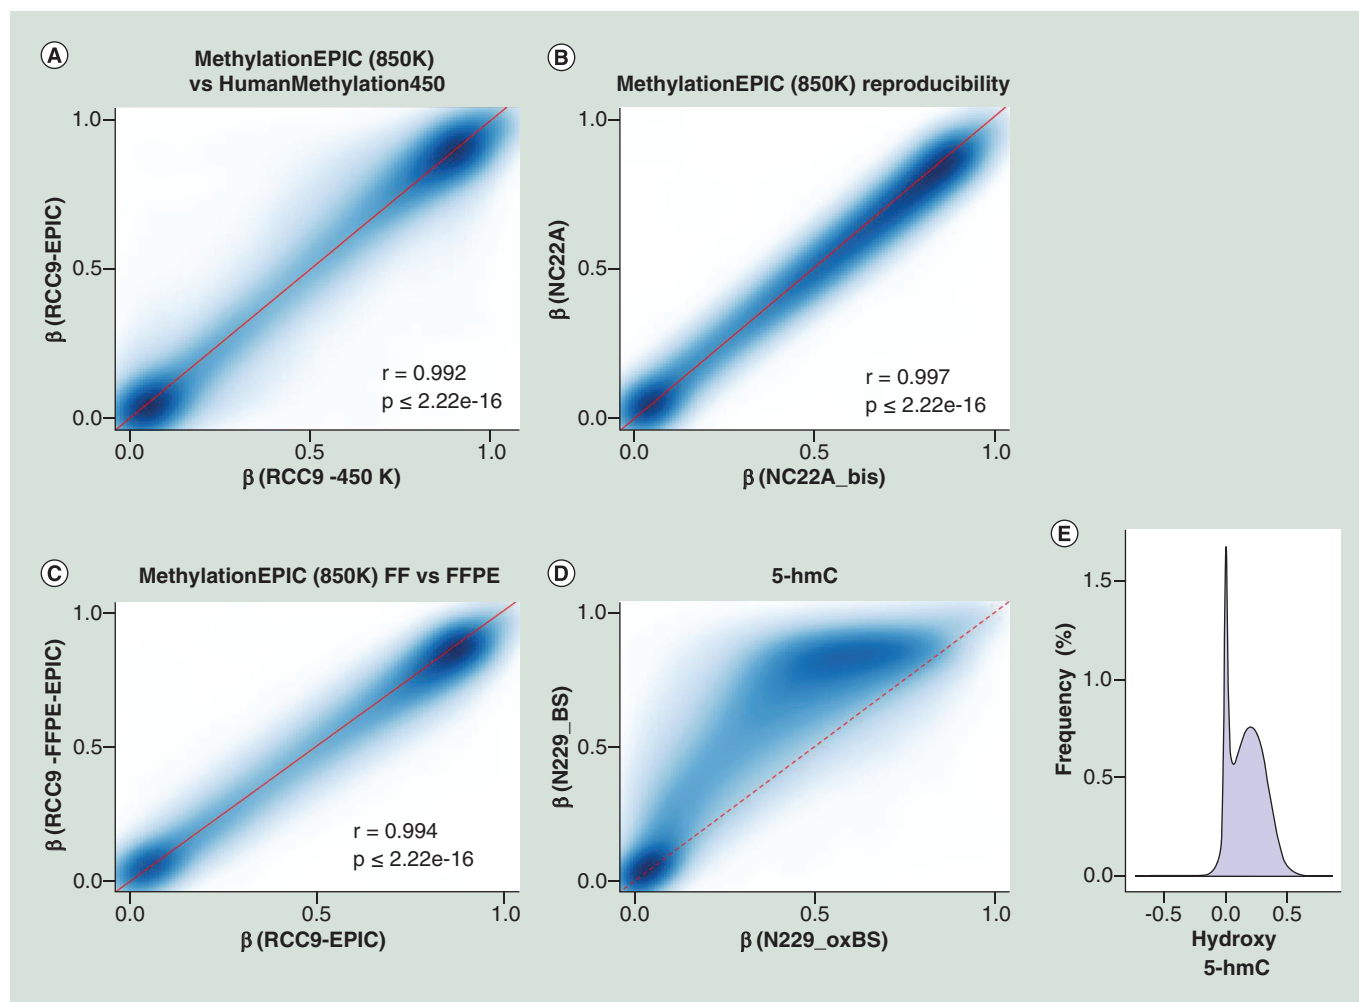 A
MethylationEPIC (850K)
vs HumanMethylation450
1.0
0.5
0.0
β (RCC9-EPIC)
r = 0.992
p ≤ 2.22e-16
0.0 0.5 1.0
β (RCC9 -450 K)
B
MethylationEPIC (850K) reproducibility
1.0
0.5
0.0
β (NC22A)
r = 0.997
p ≤ 2.22e-16
0.0 0.5 1.0
β (NC22A_bis)
C
MethylationEPIC (850K) FF vs FFPE
1.0
0.5
0.0
β (RCC9 -FFPE-EPIC)
r = 0.994
p ≤ 2.22e-16
0.0 0.5 1.0
β (RCC9-EPIC)
D
5-hmC
1.0
0.5
0.0
β (N229_BS)
0.0 0.5 1.0
β (N229_oxBS)
E
1.5
1.0
0.5
0.0
Frequency (%)
-0.5 0.0 0.5
Hydroxy
5-hmC